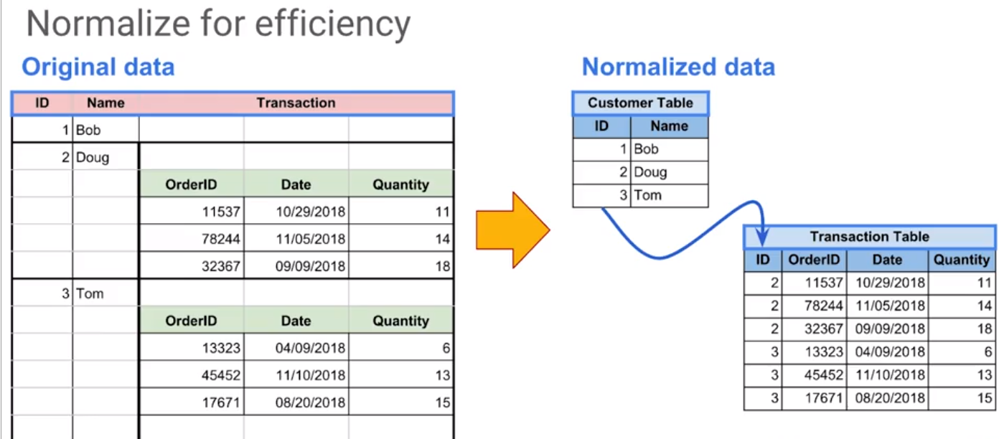 Normalize for efficiency
Original data
ID Name Transaction
1 Bob
2 Doug
OrderID Date Quantity
11537 10/29/2018 11
78244 11/05/2018 14
32367 09/09/2018 18
3 Tom
OrderID Date Quantity
13323 04/09/2018 6
45452 11/10/2018 13
17671 08/20/2018 15
Normalized data
Customer Table
ID Name
1 Bob
2 Doug
3 Tom
Transaction Table
ID OrderID Date Quantity
2 11537 10/29/2018 11
2 78244 11/05/2018 14
2 32367 09/09/2018 18
3 13323 04/09/2018 6
3 45452 11/10/2018 13
3 17671 08/20/2018 15